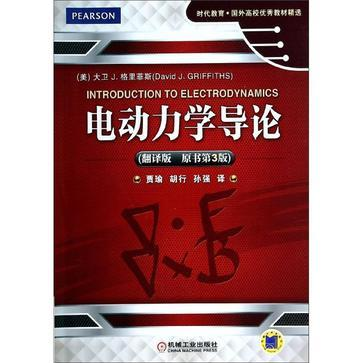 PEARSON
时代教育·国外高校优秀教材精选
(美) 大卫 J. 格里菲斯(David J. GRIFFITHS)
INTRODUCTION TO ELECTRODYNAMICS
电动力学导论
(翻译版 原书第3版)
贾瑜 胡行 孙强 译
机械工业出版社
CHINA MACHINE PRESS